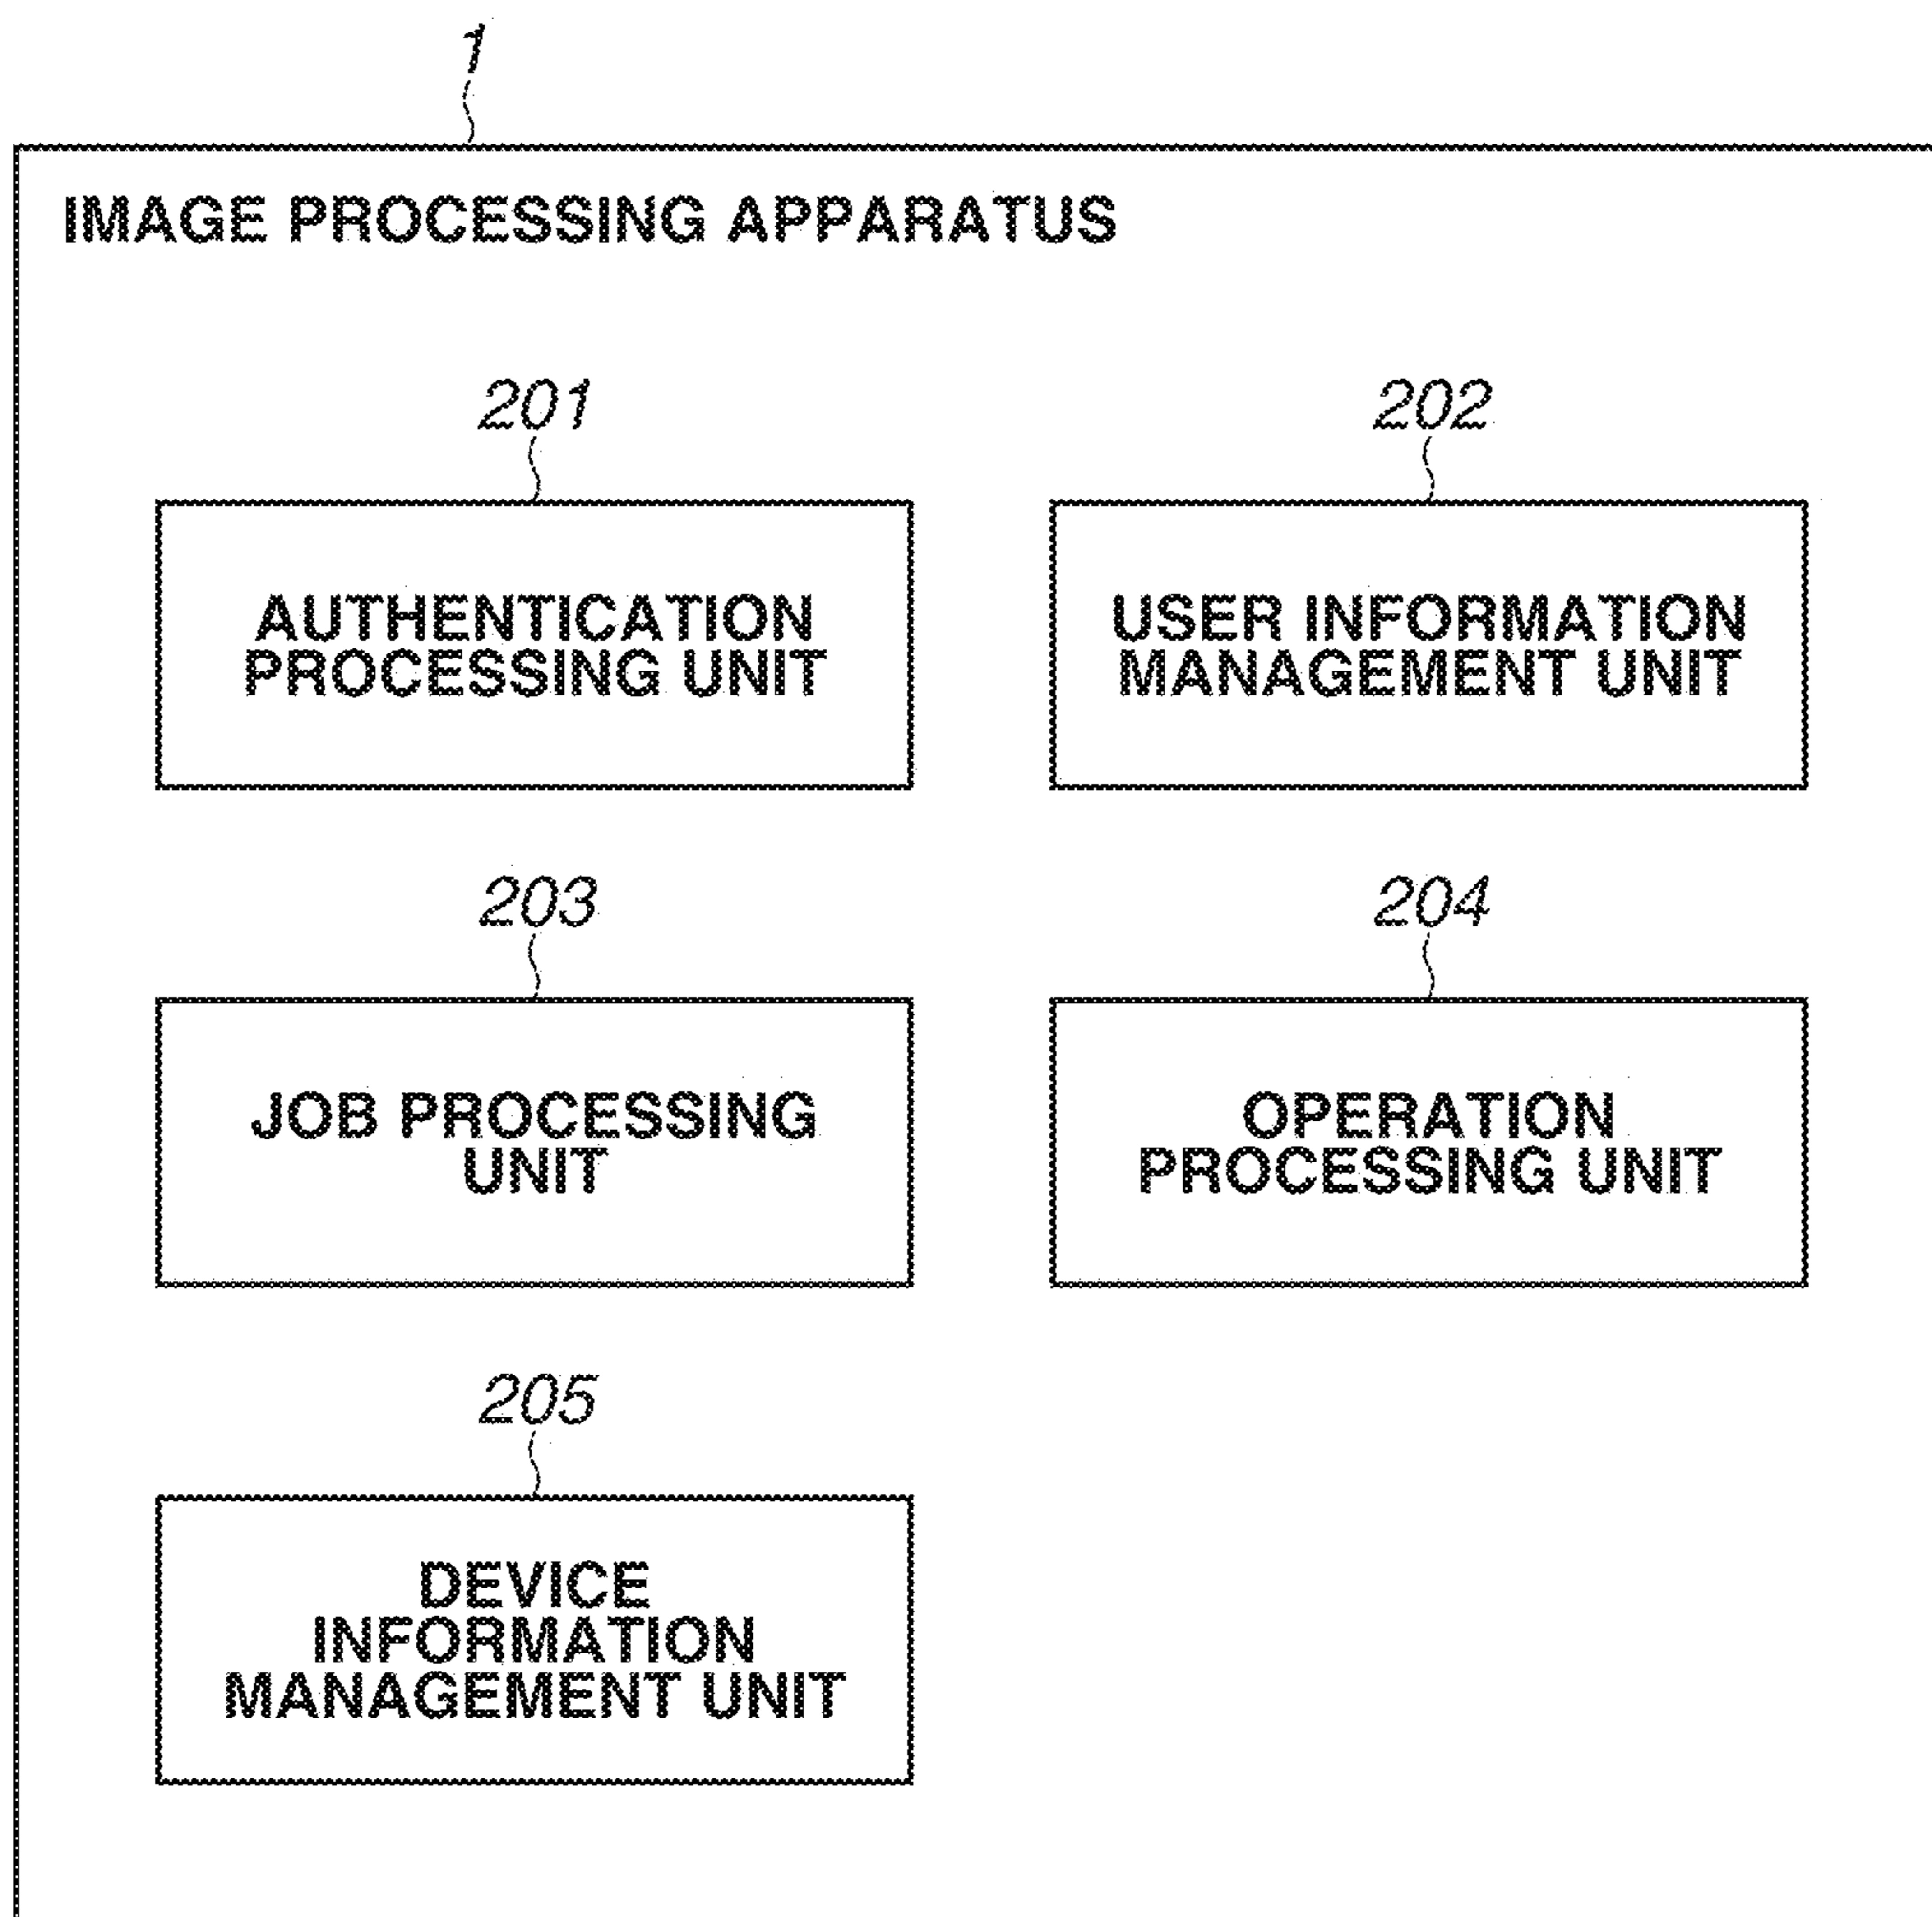 1
IMAGE PROCESSING APPARATUS
201
202
AUTHENTICATION
PROCESSING UNIT
USER INFORMATION
MANAGEMENT UNIT
203
204
JOB PROCESSING
UNIT
OPERATION
PROCESSING UNIT
205
DEVICE
INFORMATION
MANAGEMENT UNIT